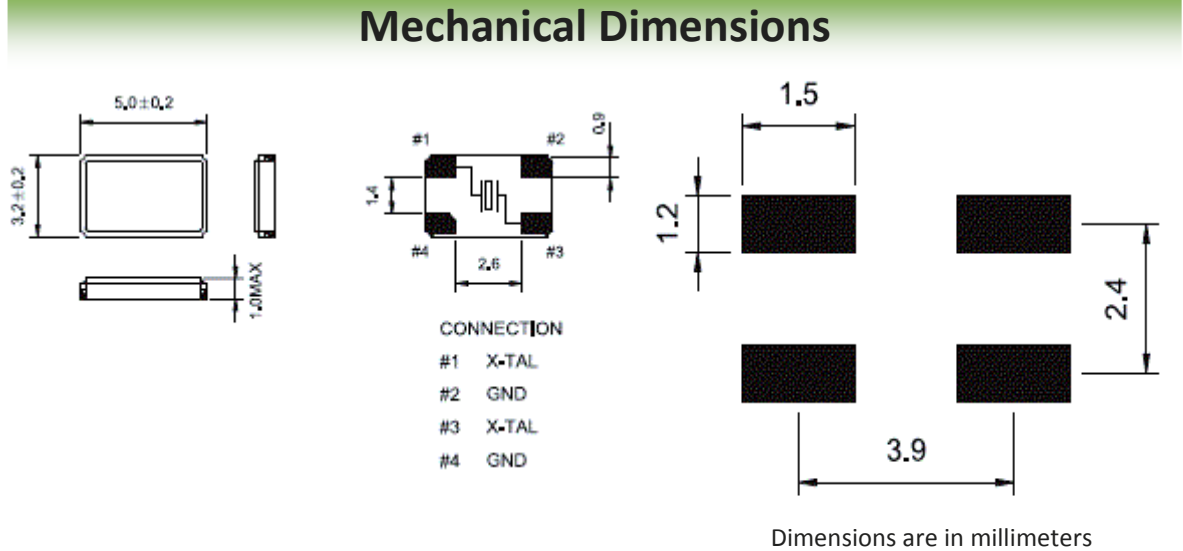 Mechanical Dimensions
5.0±0.2
3.2±0.2
1.0MAX
#1
#2
0.9
1.4
#4
#3
2.6
CONNECTION
#1 X-TAL
#2 GND
#3 X-TAL
#4 GND
1.5
1.2
2.4
3.9
Dimensions are in millimeters